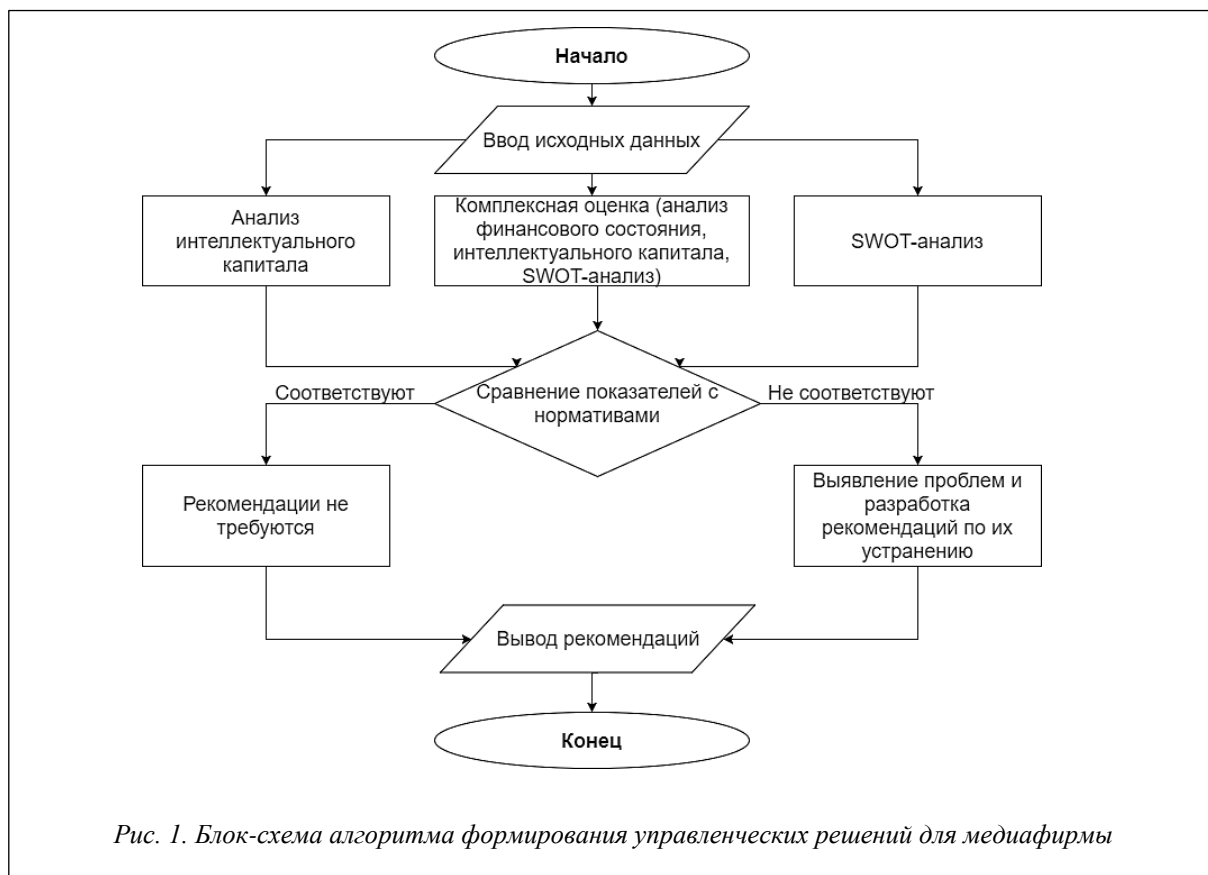 Начало
Ввод исходных данных
Анализ
интеллектуального
капитала
Комплексная оценка (анализ
финансового состояния,
интеллектуального капитала,
SWOT-анализ)
SWOT-анализ
Соответствуют
Сравнение показателей с
нормативами
Не соответствуют
Рекомендации не
требуются
Выявление проблем и
разработка
рекомендаций по их
устранению
Вывод рекомендаций
Конец
Рис. 1. Блок-схема алгоритма формирования управленческих решений для медиафирмы